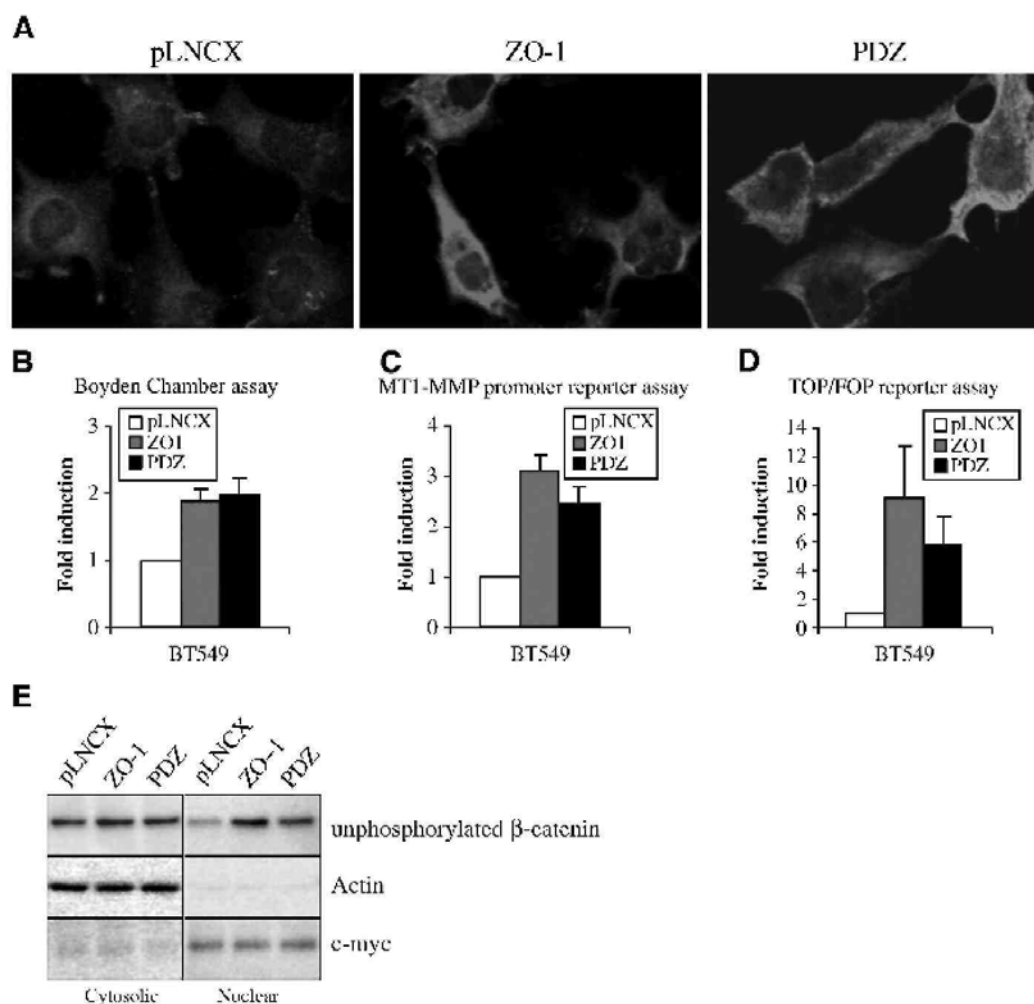 A
pLNCX ZO-1 PDZ
B
Boyden Chamber assay
pLNCX
ZO1
PDZ
3
2
1
0
Fold induction
BT549
C
MT1-MMP promoter reporter assay
pLNCX
ZO1
PDZ
4
3
2
1
0
Fold induction
BT549
D
TOP/FOP reporter assay
pLNCX
ZO1
PDZ
14
12
10
8
6
4
2
0
Fold induction
BT549
E
pLNCX ZO-1 PDZ pLNCX ZO-1 PDZ
unphosphorylated β-catenin
Actin
c-myc
Cytosolic Nuclear